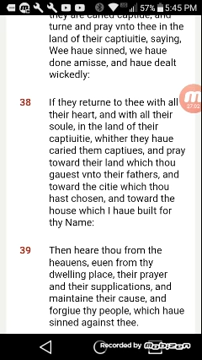 57% 5:45 PM
they are caried captiue, and
turne and pray vnto thee in the
land of their captiuitie, saying,
Wee haue sinned, we haue
done amisse, and haue dealt
wickedly:
38
If they returne to thee with all
their heart, and with all their
soule, in the land of their
captiuitie, whither they haue
caried them captiues, and pray
toward their land which thou
gauest vnto their fathers, and
toward the citie which thou
hast chosen, and toward the
house which I haue built for
thy Name:
39
Then heare thou from the
heauens, euen from thy
dwelling place, their prayer
and their supplications, and
maintaine their cause, and
forgiue thy people, which haue
sinned against thee.
Recorded by Mobizen